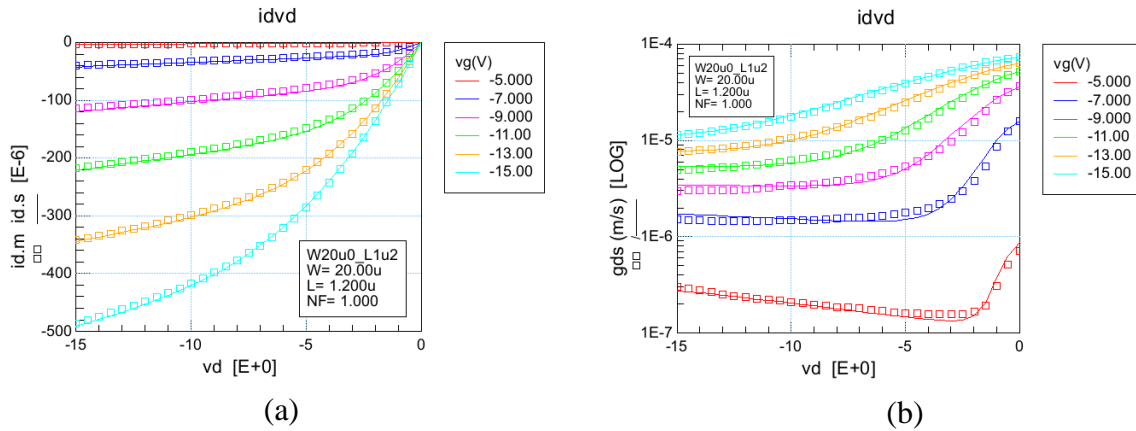 idvd
0
-100
-200
-300
-400
-500
id.m id.s [E-6]
-15
-10
-5
0
vd [E+0]
W20u0_L1u2
W= 20.00u
L= 1.200u
NF= 1.000
vg(V)
-5.000
-7.000
-9.000
-11.00
-13.00
-15.00
(a)
idvd
1E-4
1E-5
1E-6
1E-7
gds (m/s) [LOG]
-15
-10
-5
0
vd [E+0]
W20u0_L1u2
W= 20.00u
L= 1.200u
NF= 1.000
vg(V)
-5.000
-7.000
-9.000
-11.00
-13.00
-15.00
(b)